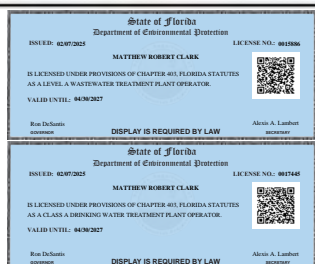 State of Florida
Department of Environmental Protection
ISSUED: 02/07/2025 LICENSE NO.: 0015886
MATTHEW ROBERT CLARK
IS LICENSED UNDER PROVISIONS OF CHAPTER 403, FLORIDA STATUTES
AS A LEVEL A WASTEWATER TREATMENT PLANT OPERATOR.
VALID UNTIL: 04/30/2027
Ron DeSantis Alexis A. Lambert
GOVERNOR DISPLAY IS REQUIRED BY LAW SECRETARY
State of Florida
Department of Environmental Protection
ISSUED: 02/07/2025 LICENSE NO.: 0017445
MATTHEW ROBERT CLARK
IS LICENSED UNDER PROVISIONS OF CHAPTER 403, FLORIDA STATUTES
AS A CLASS A DRINKING WATER TREATMENT PLANT OPERATOR.
VALID UNTIL: 04/30/2027
Ron DeSantis Alexis A. Lambert
GOVERNOR DISPLAY IS REQUIRED BY LAW SECRETARY